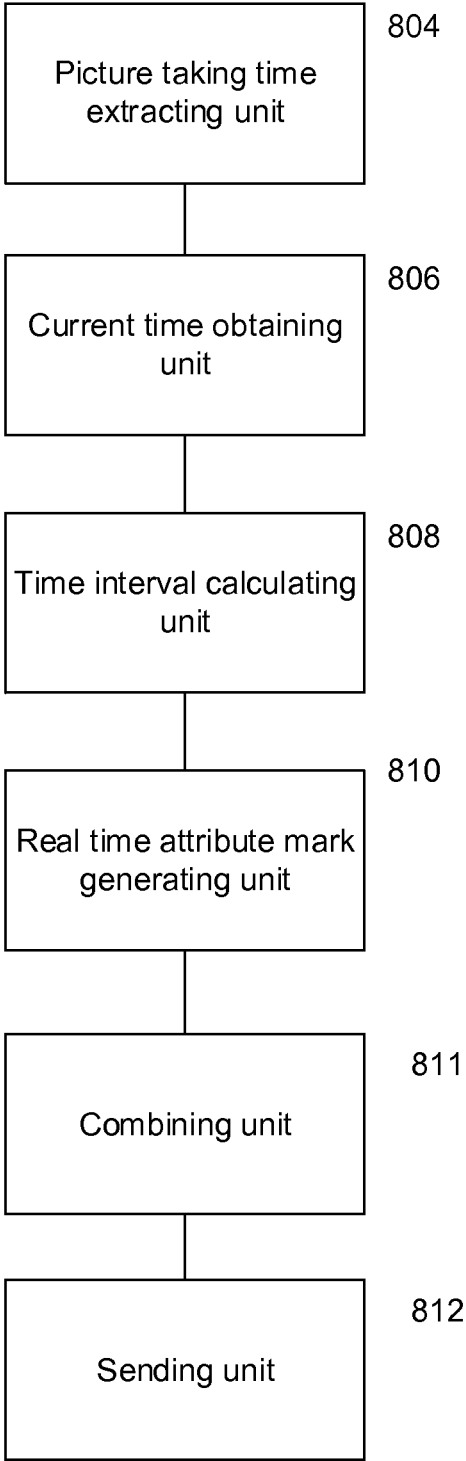 804
Picture taking time
extracting unit
806
Current time obtaining
unit
808
Time interval calculating
unit
810
Real time attribute mark
generating unit
811
Combining unit
812
Sending unit